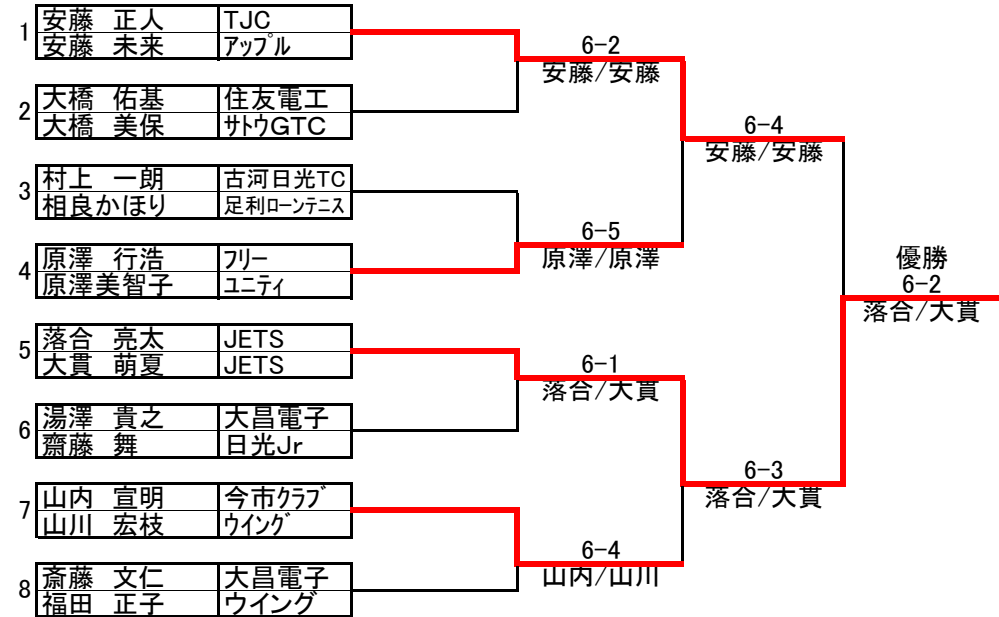 1 安藤 正人 TJC
安藤 未来 ｱｯﾌﾟﾙ
2 大橋 佑基 住友電工
大橋 美保 ｻﾄｳGTC
3 村上 一朗 古河日光TC
相良かほり 足利ﾛｰﾝﾃﾆｽ
4 原澤 行浩 ﾌﾘｰ
原澤美智子 ﾕﾆﾃｨ
5 落合 亮太 JETS
大貫 萌夏 JETS
6 湯澤 貴之 大昌電子
齋藤 舞 日光Jr
7 山内 宣明 今市ｸﾗﾌﾞ
山川 宏枝 ｳｲﾝｸﾞ
8 斎藤 文仁 大昌電子
福田 正子 ウイング
6-2
安藤/安藤
6-5
原澤/原澤
6-1
落合/大貫
6-4
山内/山川
6-4
安藤/安藤
6-3
落合/大貫
優勝
6-2
落合/大貫